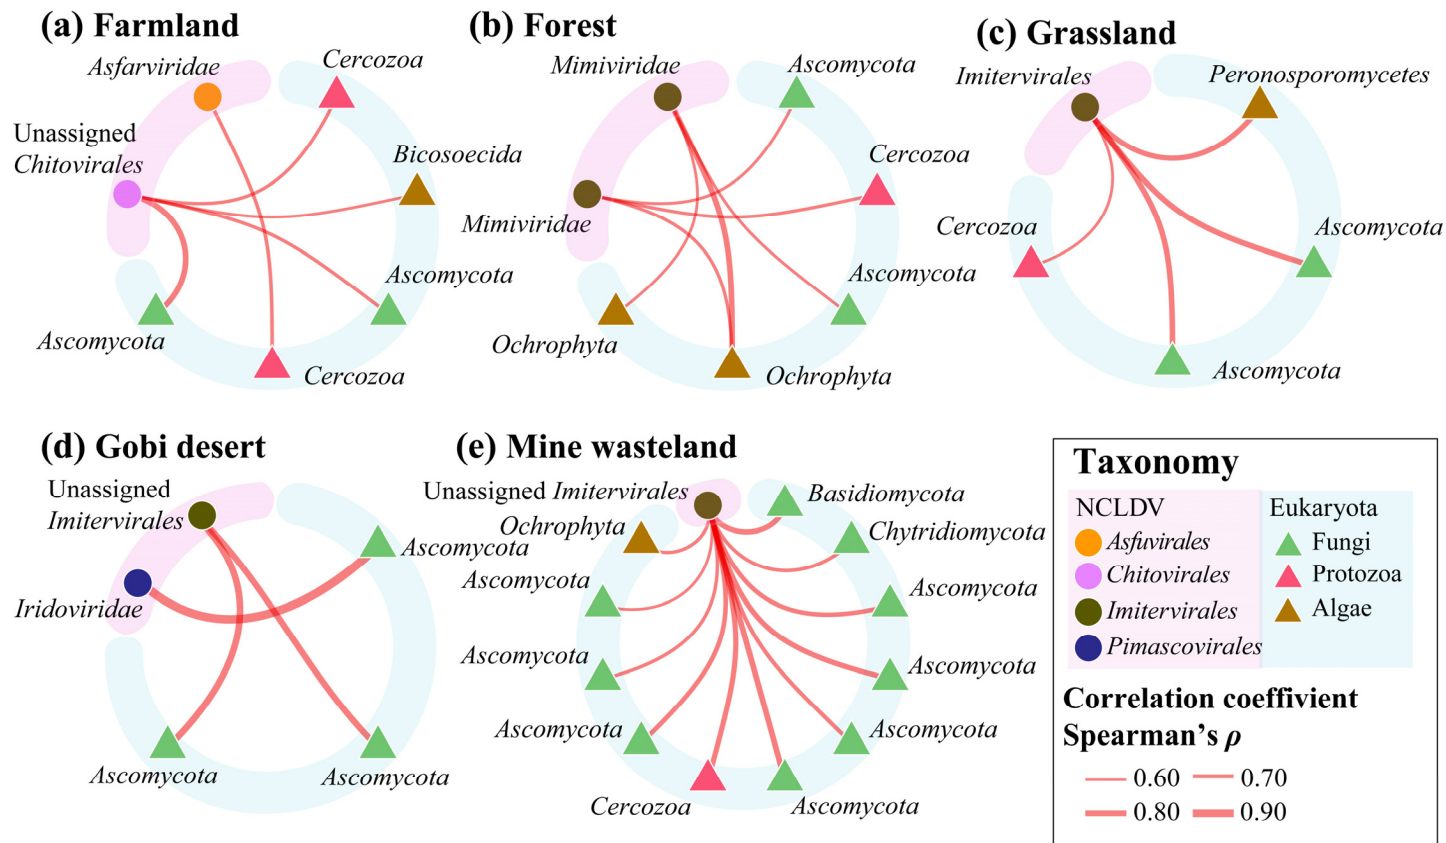 (a) Farmland
Asfarviridae
Cercozoa
Unassigned
Chitovirales
Bicosoecida
Ascomycota
Ascomycota
Cercozoa
(b) Forest
Mimiviridae
Ascomycota
Cercozoa
Mimiviridae
Ascomycota
Ochrophyta
Ochrophyta
(c) Grassland
Imitervirales
Peronosporomycetes
Cercozoa
Ascomycota
Ascomycota
(d) Gobi desert
Unassigned
Imitervirales
Ascomycota
Iridoviridae
Ascomycota
Ascomycota
(e) Mine wasteland
Unassigned Imitervirales
Basidiomycota
Ochrophyta
Chytridiomycota
Ascomycota
Ascomycota
Ascomycota
Ascomycota
Ascomycota
Ascomycota
Cercozoa
Ascomycota
Taxonomy
NCLDV
Asfuvirales
Chitovirales
Imitervirales
Pimascovirales
Eukaryota
Fungi
Protozoa
Algae
Correlation coeffivient
Spearman's ρ
0.60 0.70
0.80 0.90